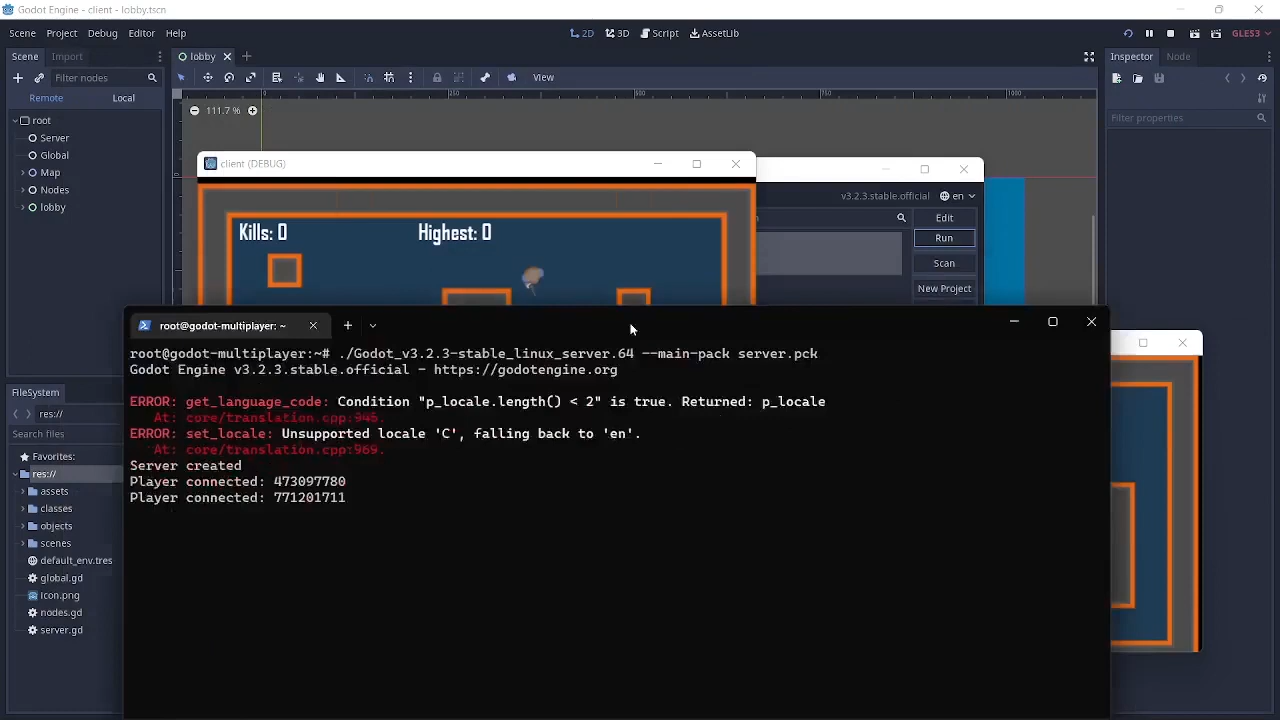 Godot Engine - client - lobby.tscn
Scene Project Debug Editor Help
2D 3D Script AssetLib
GLES3
Scene Import
lobby
Inspector Node
Filter nodes
View
Remote Local
111.7 %
0 250 750 1000
Filter properties
root
Server
Global
Map
Nodes
lobby
client (DEBUG)
v3.2.3.stable.official en
Edit
Run
Scan
New Project
Kills: 0 Highest: 0
root@godot-multiplayer: ~
root@godot-multiplayer:~# ./Godot_v3.2.3-stable_linux_server.64 --main-pack server.pck
Godot Engine v3.2.3.stable.official - https://godotengine.org
ERROR: get_language_code: Condition "p_locale.length() < 2" is true. Returned: p_locale
At: core/translation.cpp:945.
ERROR: set_locale: Unsupported locale 'C', falling back to 'en'.
At: core/translation.cpp:969.
Server created
Player connected: 473097780
Player connected: 771201711
FileSystem
res://
Search files
Favorites:
res://
assets
classes
objects
scenes
default_env.tres
global.gd
Icon.png
nodes.gd
server.gd